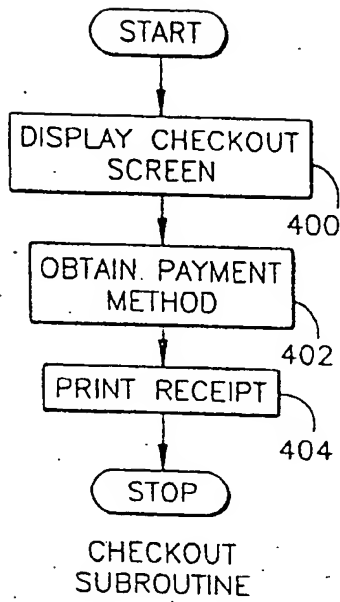 START
DISPLAY CHECKOUT
SCREEN
400
OBTAIN PAYMENT
METHOD
402
PRINT RECEIPT
404
STOP
CHECKOUT
SUBROUTINE